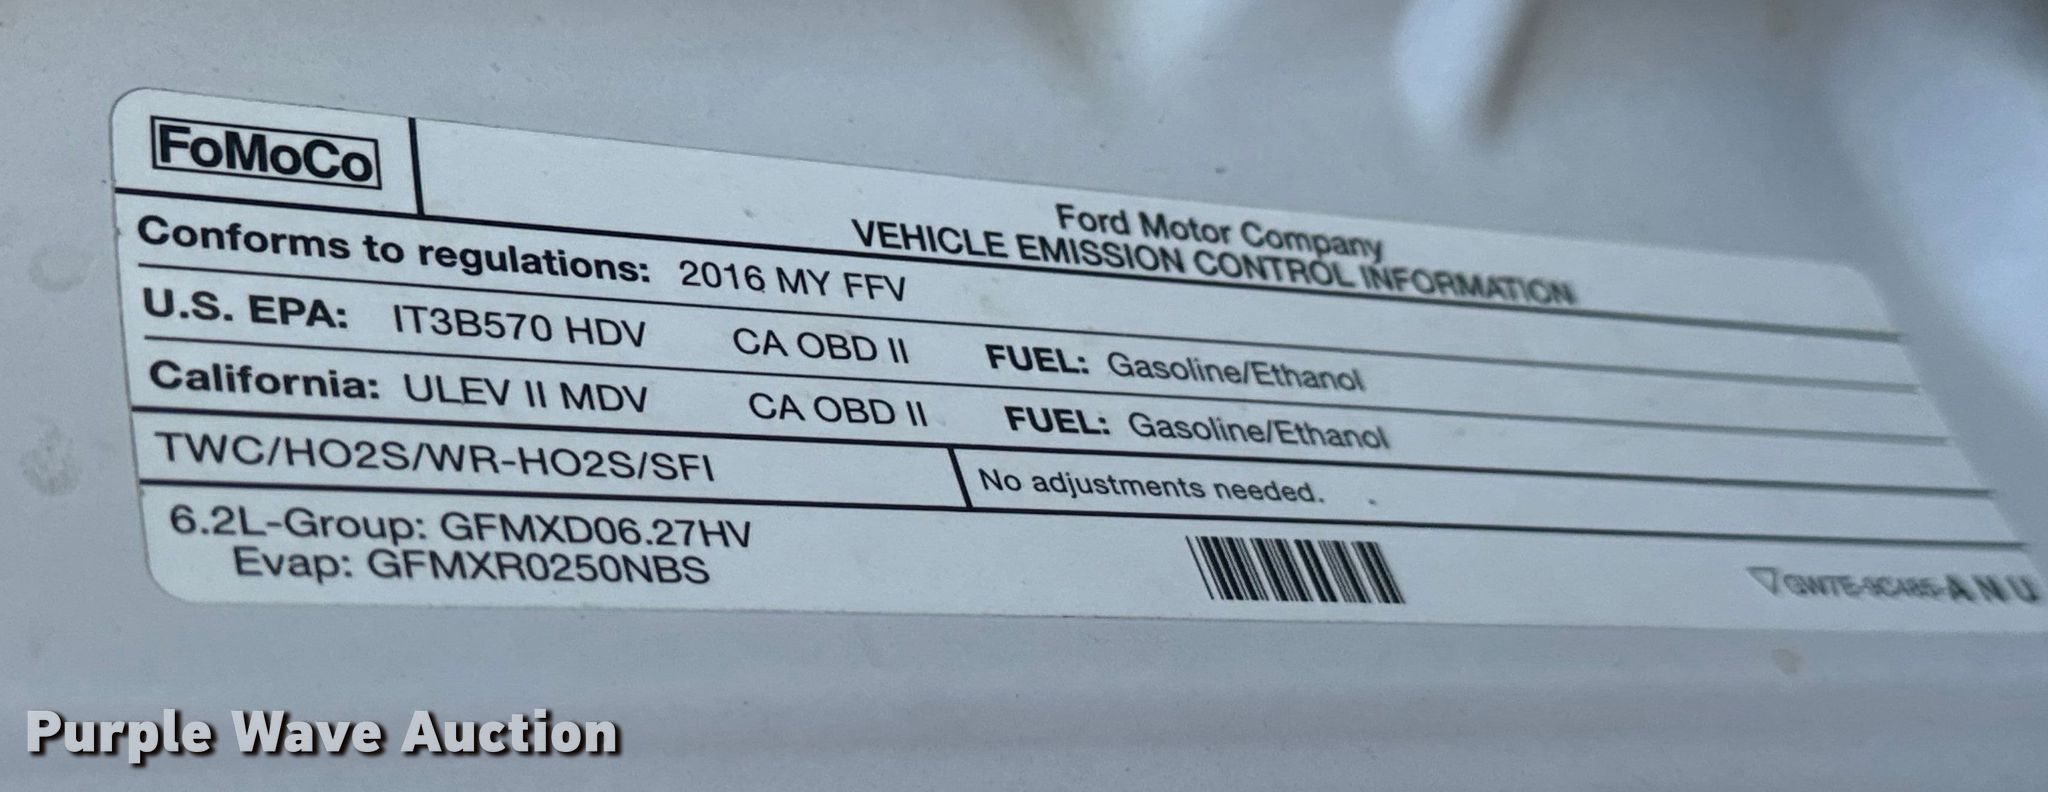 FoMoCo
Ford Motor Company
VEHICLE EMISSION CONTROL INFORMATION
Conforms to regulations: 2016 MY FFV
U.S. EPA: IT3B570 HDV CA OBD II FUEL: Gasoline/Ethanol
California: ULEV II MDV CA OBD II FUEL: Gasoline/Ethanol
TWC/HO2S/WR-HO2S/SFI No adjustments needed.
6.2L-Group: GFMXD06.27HV
Evap: GFMXR0250NBS
A N U
Purple Wave Auction